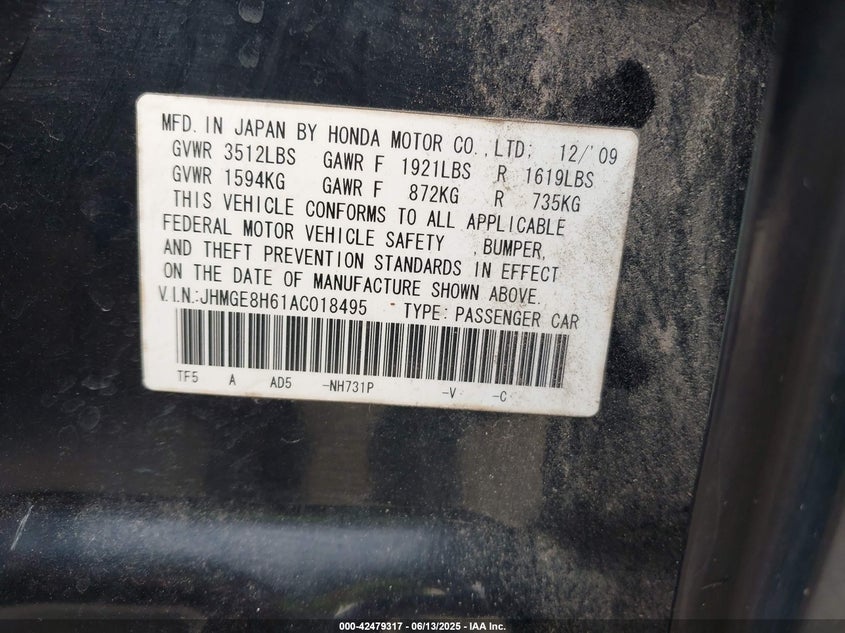 MFD. IN JAPAN BY HONDA MOTOR CO.,LTD; 12/'09
GVWR 3512LBS GAWR F 1921LBS R 1619LBS
GVWR 1594KG GAWR F 872KG R 735KG
THIS VEHICLE CONFORMS TO ALL APPLICABLE
FEDERAL MOTOR VEHICLE SAFETY ,BUMPER,
AND THEFT PREVENTION STANDARDS IN EFFECT
ON THE DATE OF MANUFACTURE SHOWN ABOVE.
V.I.N.:JHMGE8H61AC018495 TYPE:PASSENGER CAR
TF5 A AD5 -NH731P -V -C
000-42479317 - 06/13/2025 - IAA Inc.